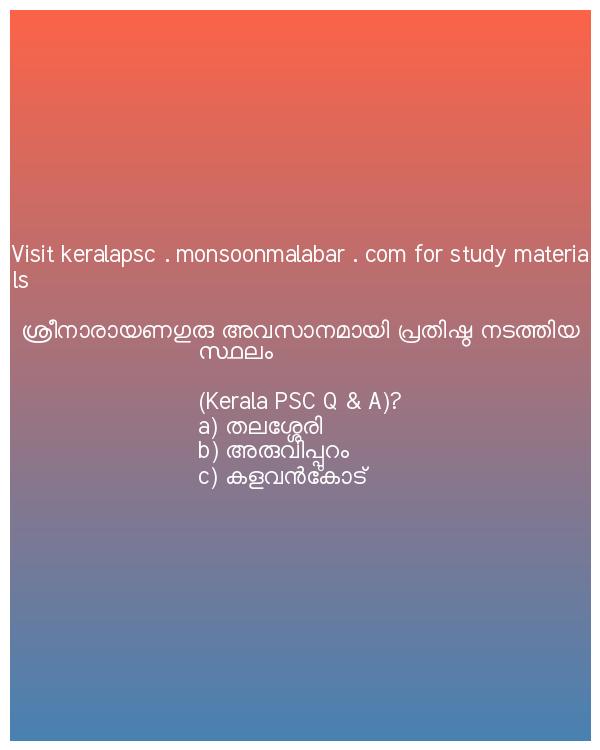 Visit keralapsc . monsoonmalabar . com for study materia
ls
ശ്രീനാരായണഗുരു അവസാനമായി പ്രതിഷ്ഠ നടത്തിയ
സ്ഥലം
(Kerala PSC Q & A)?
a) തലശ്ശേരി
b) അരുവിപ്പുറം
c) കളവൻകോട്